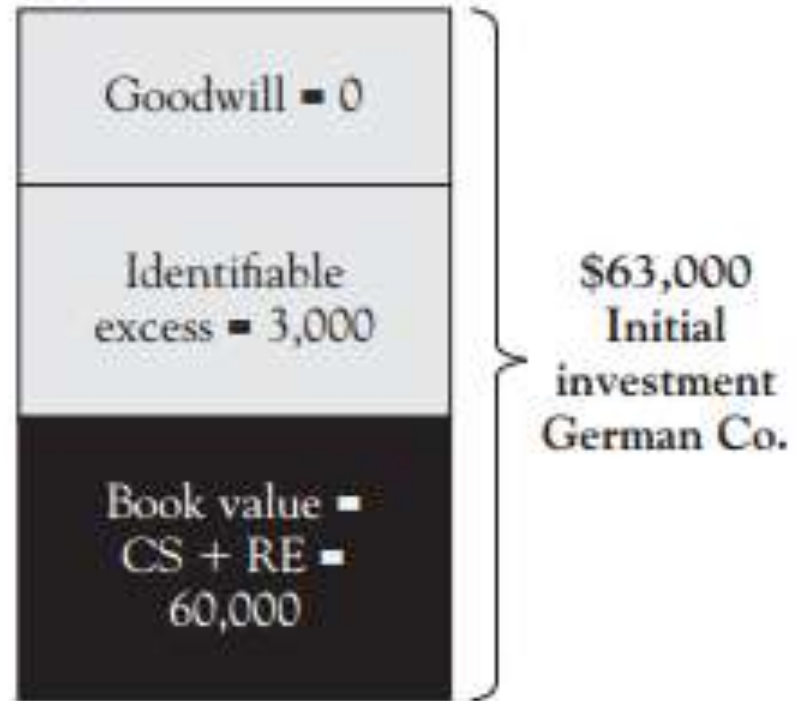 Goodwill = 0
Identifiable
excess = 3,000
Book value =
CS + RE =
60,000
$63,000
Initial
investment
German Co.